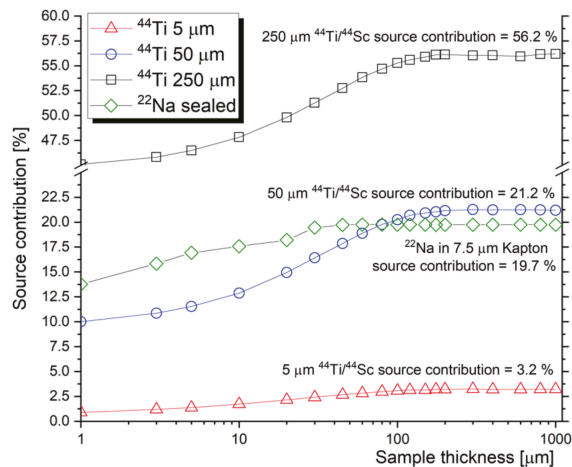 60.0
57.5
55.0
52.5
50.0
47.5
22.5
20.0
17.5
15.0
12.5
10.0
7.5
5.0
2.5
0.0
Source contribution [%]
⁴⁴Ti 5 μm
⁴⁴Ti 50 μm
⁴⁴Ti 250 μm
²²Na sealed
250 μm ⁴⁴Ti/⁴⁴Sc source contribution = 56.2 %
50 μm ⁴⁴Ti/⁴⁴Sc source contribution = 21.2 %
²²Na in 7.5 μm Kapton
source contribution = 19.7 %
5 μm ⁴⁴Ti/⁴⁴Sc source contribution = 3.2 %
1 10 100 1000
Sample thickness [μm]